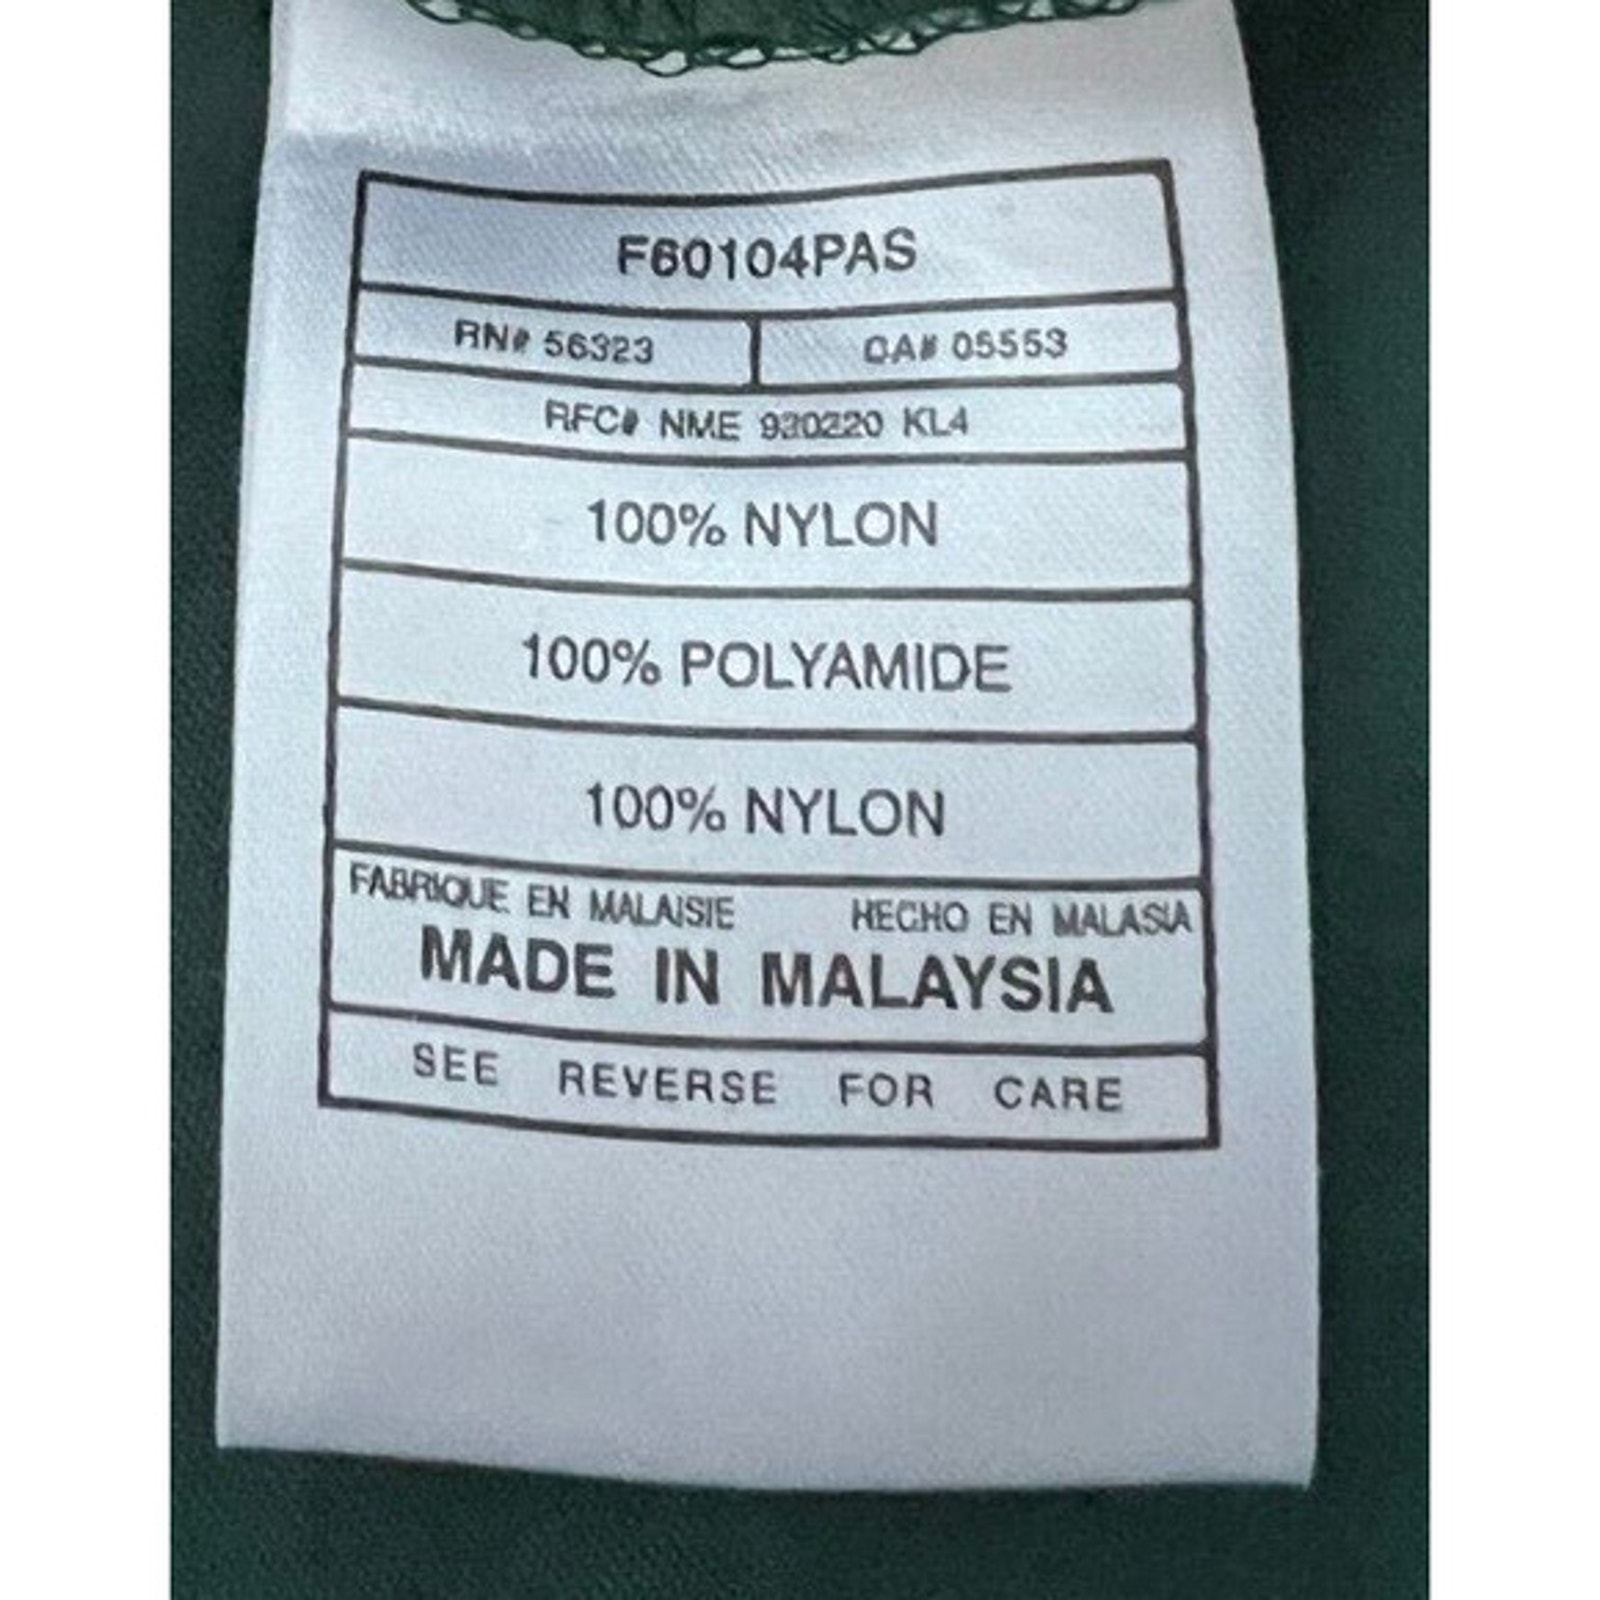 F60104PAS
RN# 56323 CA# 05553
RFC# NME 930220 KL4
100% NYLON
100% POLYAMIDE
100% NYLON
FABRIQUE EN MALAISIE HECHO EN MALASIA
MADE IN MALAYSIA
SEE REVERSE FOR CARE